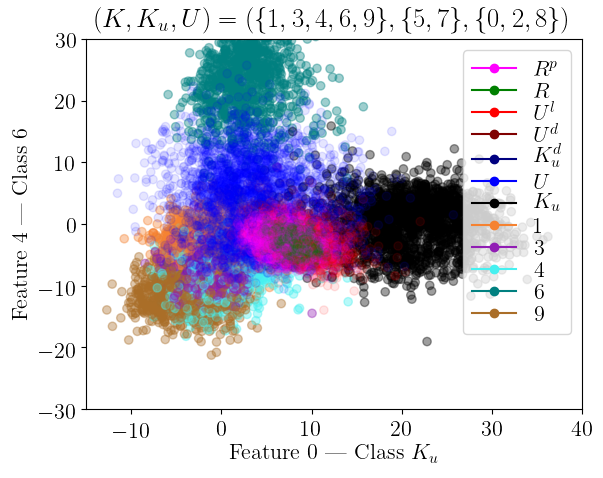 (K, K_u, U) = ({1, 3, 4, 6, 9}, {5, 7}, {0, 2, 8})
30
20
10
0
−10
−20
−30
Feature 4 — Class 6
R^p
R
U^l
U^d
K_u^d
U
K_u
1
3
4
6
9
−10
0
10
20
30
40
Feature 0 — Class K_u